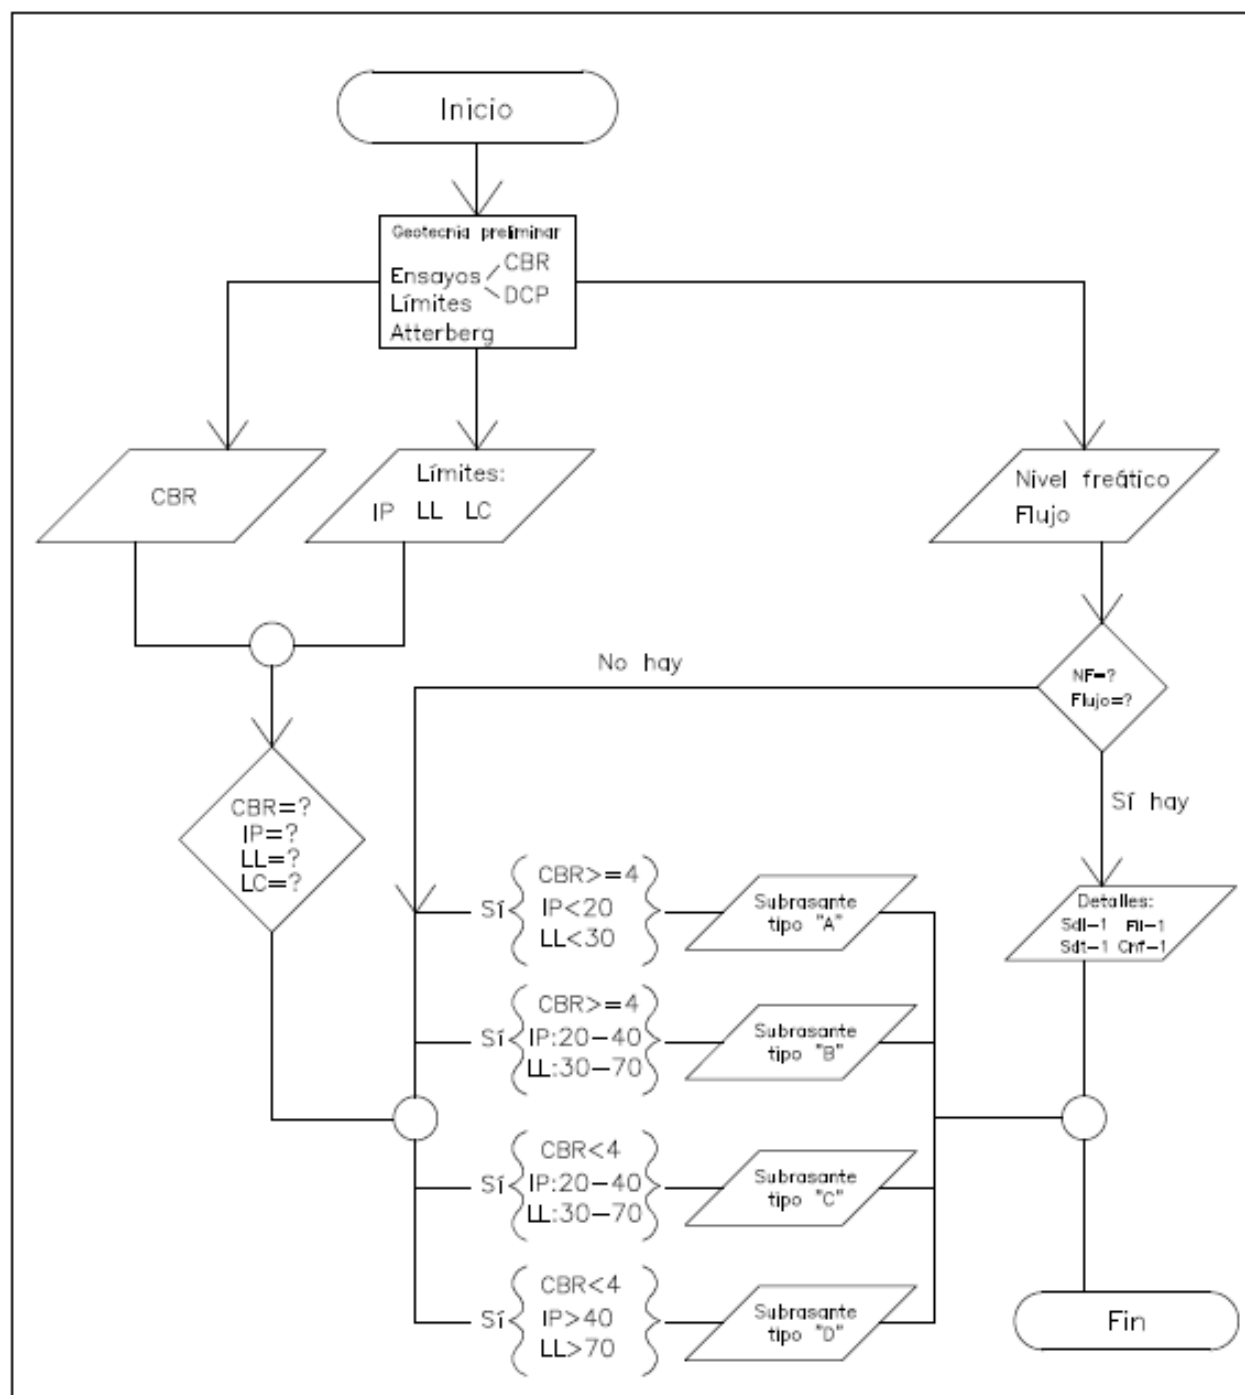 Inicio
Geotecnia preliminar
Ensayos CBR
DCP
Límites
Atterberg
CBR
Límites:
IP LL LC
Nivel freático
Flujo
No hay
NF=?
Flujo=?
Sí hay
CBR=?
IP=?
LL=?
LC=?
CBR>=4
Sí IP<20
LL<30
Subrasante
tipo "A"
Detalles:
Sdl-1 Fil-1
Sdt-1 Cnf-1
CBR>=4
Sí IP:20-40
LL:30-70
Subrasante
tipo "B"
CBR<4
Sí IP:20-40
LL:30-70
Subrasante
tipo "C"
CBR<4
Sí IP>40
LL>70
Subrasante
tipo "D"
Fin